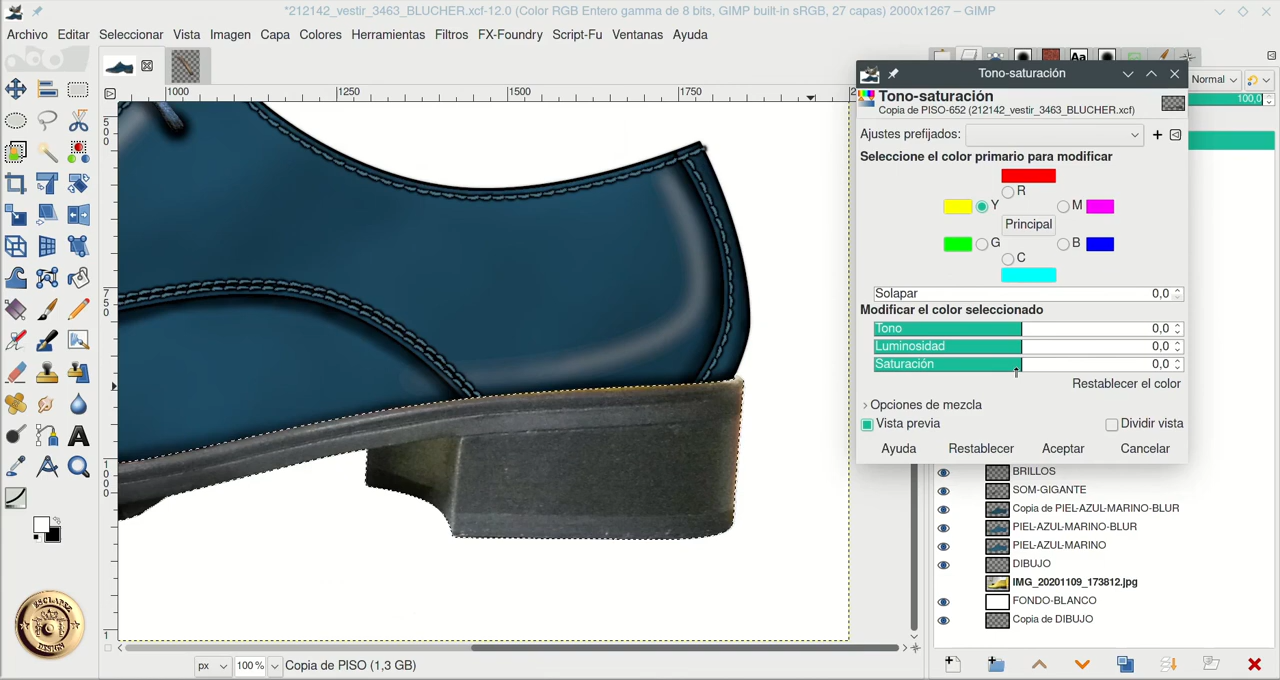 *212142_vestir_3463_BLUCHER.xcf-12.0 (Color RGB Entero gamma de 8 bits, GIMP built-in sRGB, 27 capas) 2000x1267 – GIMP
Archivo Editar Seleccionar Vista Imagen Capa Colores Herramientas Filtros FX-Foundry Script-Fu Ventanas Ayuda
1000 1250 1500 1750
500
750
1000
Tono-saturación
Tono-saturación
Copia de PISO-652 (212142_vestir_3463_BLUCHER.xcf)
Ajustes prefijados:
Seleccione el color primario para modificar
R
Y M
Principal
G B
C
Solapar 0,0
Modificar el color seleccionado
Tono 0,0
Luminosidad 0,0
Saturación 0,0
Restablecer el color
Opciones de mezcla
Vista previa Dividir vista
Ayuda Restablecer Aceptar Cancelar
Aa
Normal
100,0
BRILLOS
SOM-GIGANTE
Copia de PIEL-AZUL-MARINO-BLUR
PIEL-AZUL-MARINO-BLUR
PIEL-AZUL-MARINO
DIBUJO
IMG_20201109_173812.jpg
FONDO-BLANCO
Copia de DIBUJO
DESIGN
px 100 % Copia de PISO (1,3 GB)